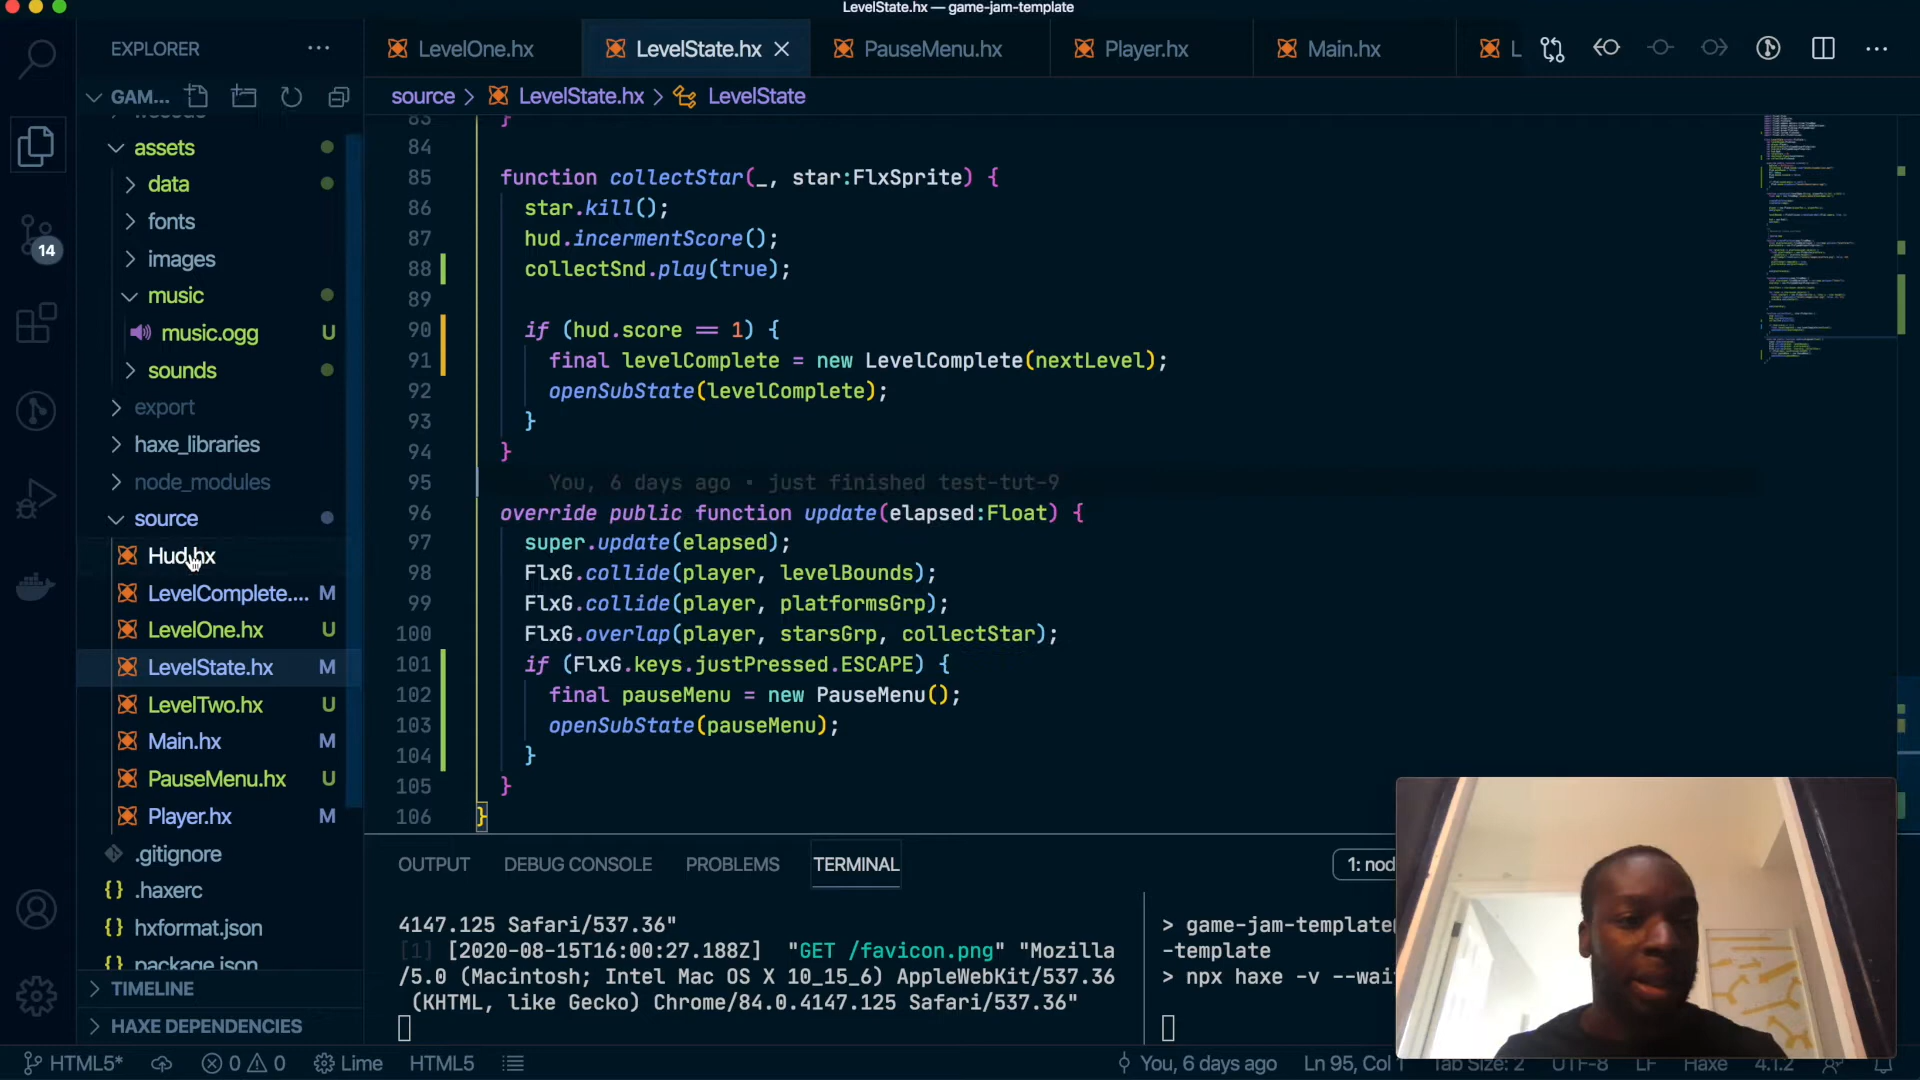 LevelState.hx — game-jam-template
EXPLORER
LevelOne.hx
LevelState.hx
PauseMenu.hx
Player.hx
Main.hx
L
GAM...
source > LevelState.hx > LevelState
assets
data
fonts
images
music
music.ogg U
sounds
export
haxe_libraries
node_modules
source
Hud.hx
LevelComplete.... M
LevelOne.hx U
LevelState.hx M
LevelTwo.hx U
Main.hx M
PauseMenu.hx U
Player.hx M
.gitignore
.haxerc
hxformat.json
package.json
TIMELINE
HAXE DEPENDENCIES
14
83 }
84
85 function collectStar(_, star:FlxSprite) {
86 star.kill();
87 hud.incermentScore();
88 collectSnd.play(true);
89
90 if (hud.score == 1) {
91 final levelComplete = new LevelComplete(nextLevel);
92 openSubState(levelComplete);
93 }
94 }
95 You, 6 days ago • just finished test-tut-9
96 override public function update(elapsed:Float) {
97 super.update(elapsed);
98 FlxG.collide(player, levelBounds);
99 FlxG.collide(player, platformsGrp);
100 FlxG.overlap(player, starsGrp, collectStar);
101 if (FlxG.keys.justPressed.ESCAPE) {
102 final pauseMenu = new PauseMenu();
103 openSubState(pauseMenu);
104 }
105 }
106 }
OUTPUT DEBUG CONSOLE PROBLEMS TERMINAL
1: nod
4147.125 Safari/537.36"
[1] [2020-08-15T16:00:27.188Z] "GET /favicon.png" "Mozilla
/5.0 (Macintosh; Intel Mac OS X 10_15_6) AppleWebKit/537.36
(KHTML, like Gecko) Chrome/84.0.4147.125 Safari/537.36"
> game-jam-template
-template
> npx haxe -v --wai
HTML5* 0 0 Lime HTML5
You, 6 days ago Ln 95, Col 1 Tab Size: 2 UTF-8 LF Haxe 4.1.2